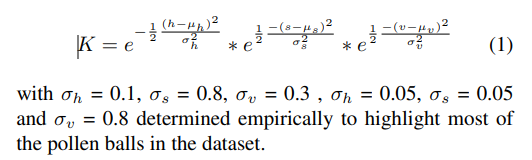 |K = e^{-\frac{1}{2}\frac{(h-\mu_h)^2}{\sigma_h^2}} * e^{\frac{1}{2}\frac{-(s-\mu_s)^2}{\sigma_s^2}} * e^{\frac{1}{2}\frac{-(v-\mu_v)^2}{\sigma_v^2}} (1)
with σ_h = 0.1, σ_s = 0.8, σ_v = 0.3 , σ_h = 0.05, σ_s = 0.05
and σ_v = 0.8 determined empirically to highlight most of
the pollen balls in the dataset.